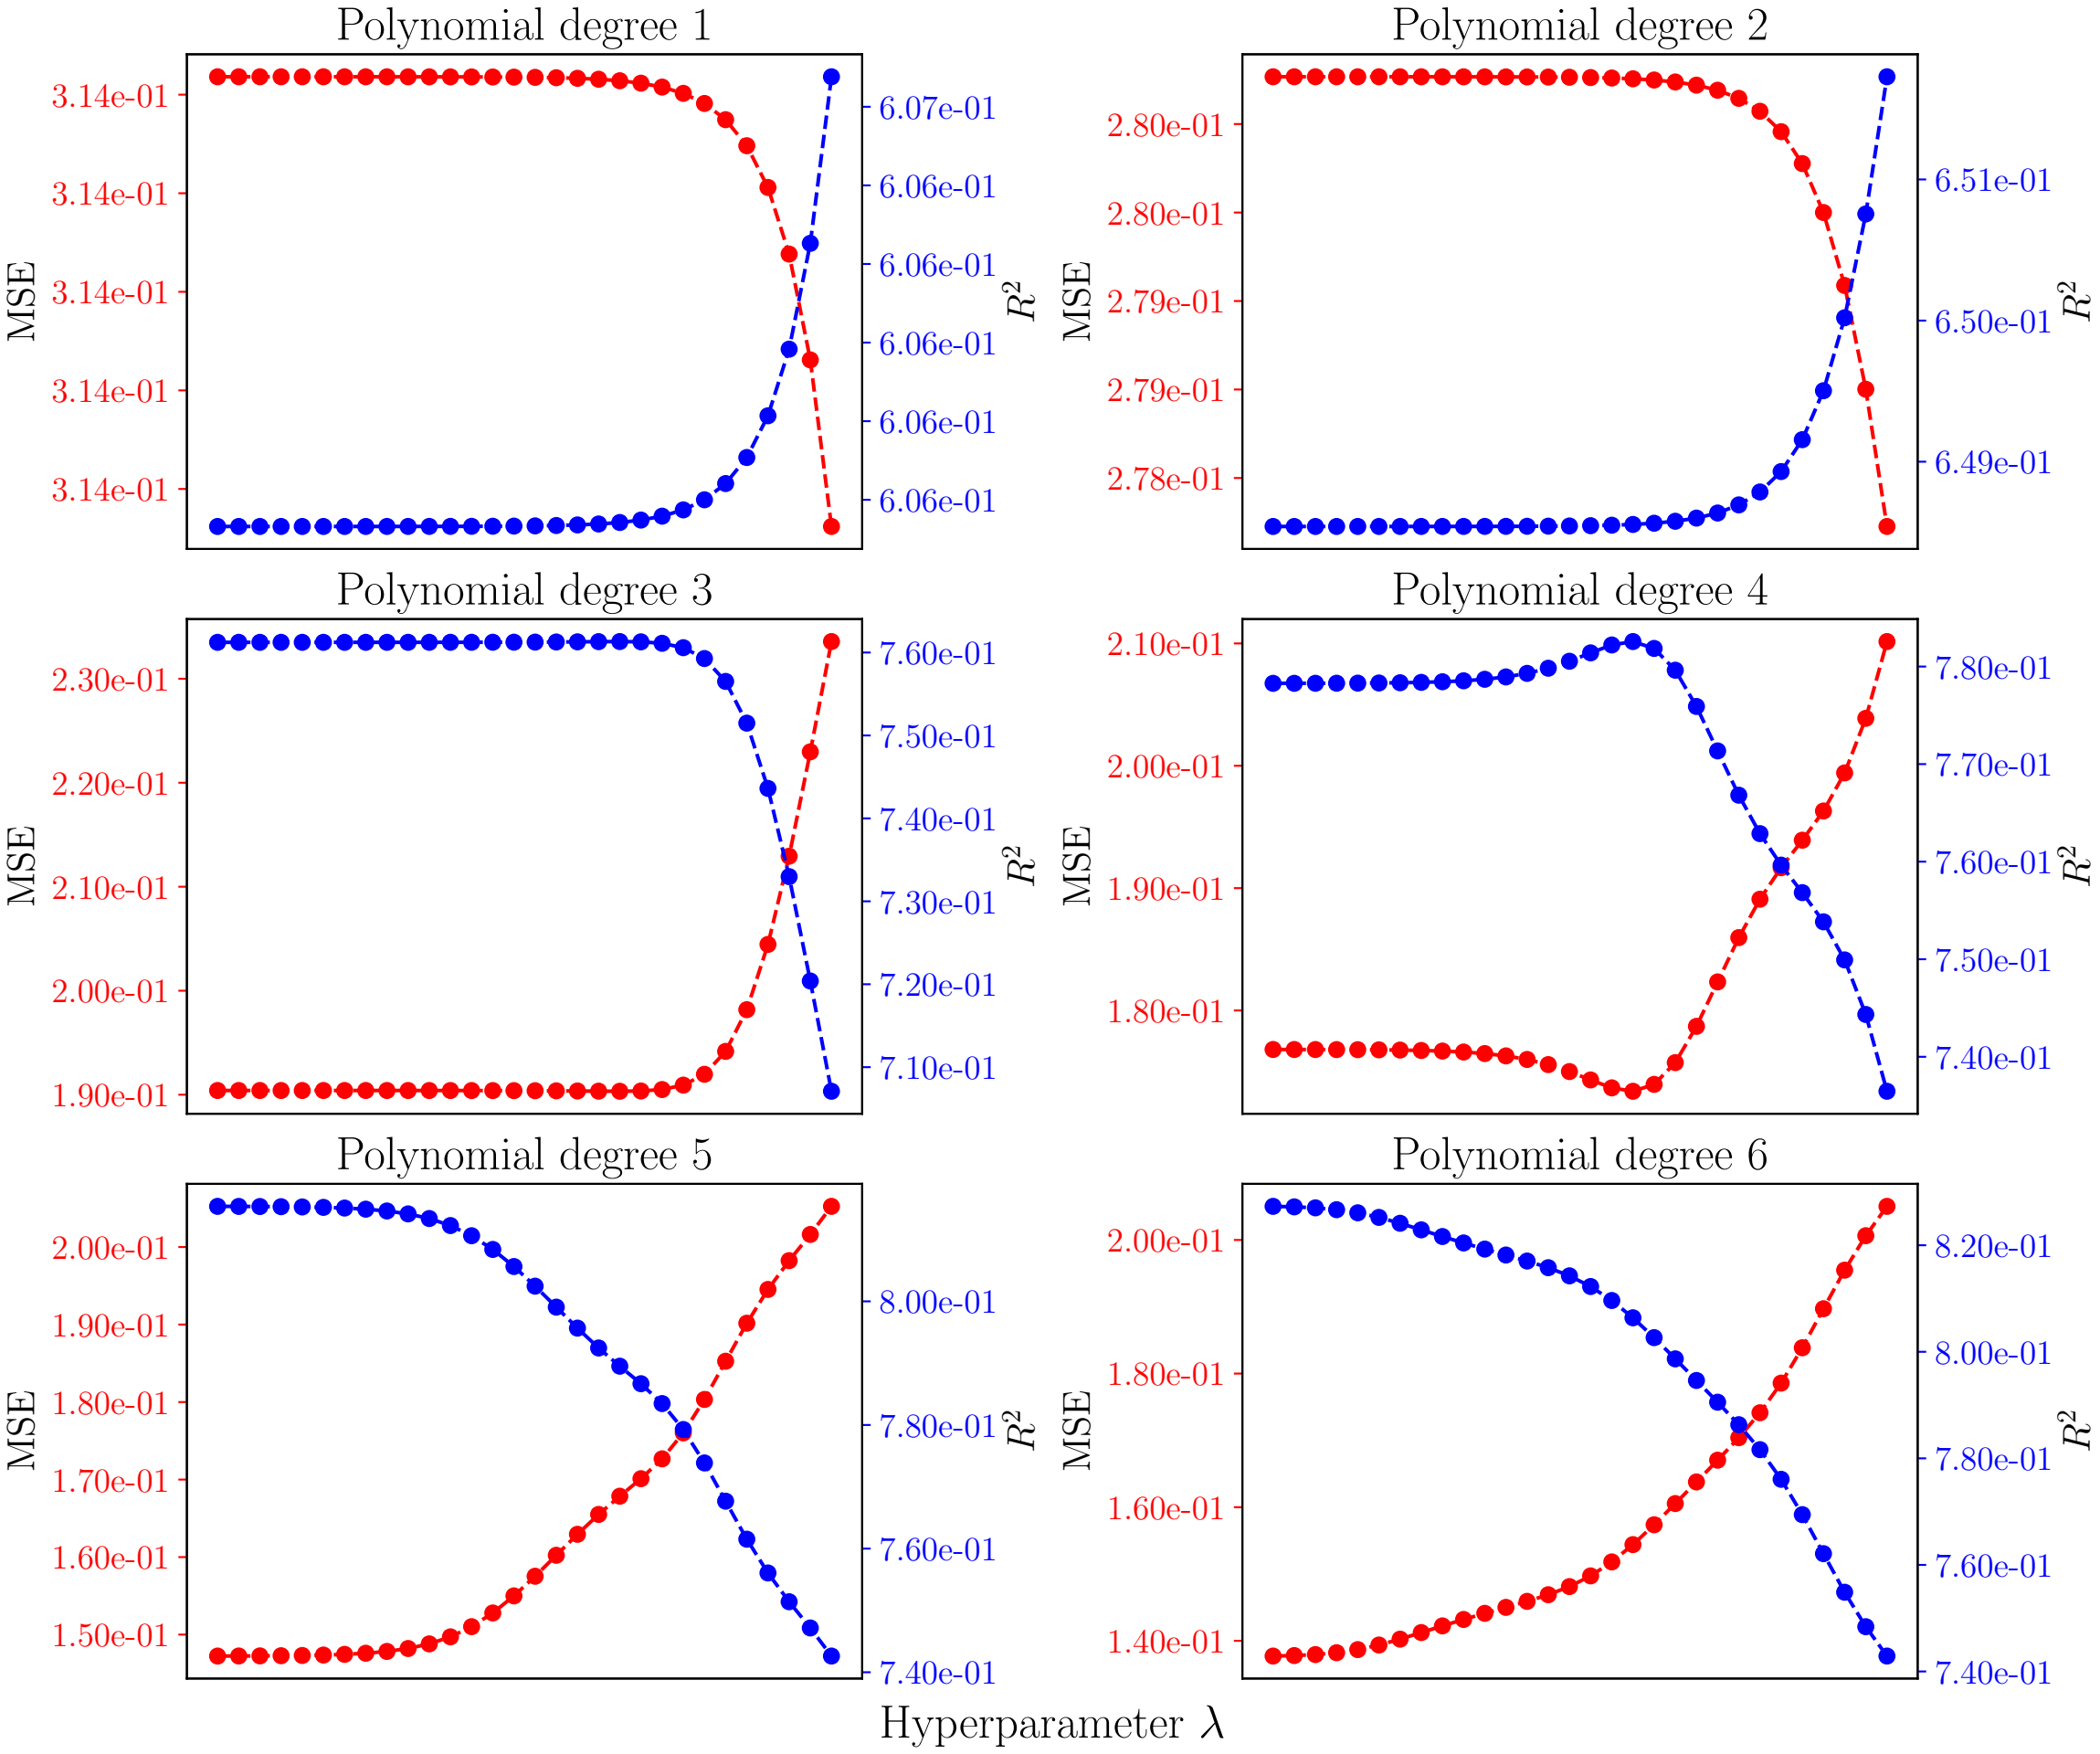 Polynomial degree 1
MSE
3.14e-01
3.14e-01
3.14e-01
3.14e-01
3.14e-01
6.07e-01
6.06e-01
6.06e-01
6.06e-01
6.06e-01
6.06e-01
R²
Polynomial degree 2
MSE
2.80e-01
2.80e-01
2.79e-01
2.79e-01
2.78e-01
6.51e-01
6.50e-01
6.49e-01
R²
Polynomial degree 3
MSE
2.30e-01
2.20e-01
2.10e-01
2.00e-01
1.90e-01
7.60e-01
7.50e-01
7.40e-01
7.30e-01
7.20e-01
7.10e-01
R²
Polynomial degree 4
MSE
2.10e-01
2.00e-01
1.90e-01
1.80e-01
7.80e-01
7.70e-01
7.60e-01
7.50e-01
7.40e-01
R²
Polynomial degree 5
MSE
2.00e-01
1.90e-01
1.80e-01
1.70e-01
1.60e-01
1.50e-01
8.00e-01
7.80e-01
7.60e-01
7.40e-01
R²
Polynomial degree 6
MSE
2.00e-01
1.80e-01
1.60e-01
1.40e-01
8.20e-01
8.00e-01
7.80e-01
7.60e-01
7.40e-01
R²
Hyperparameter λ